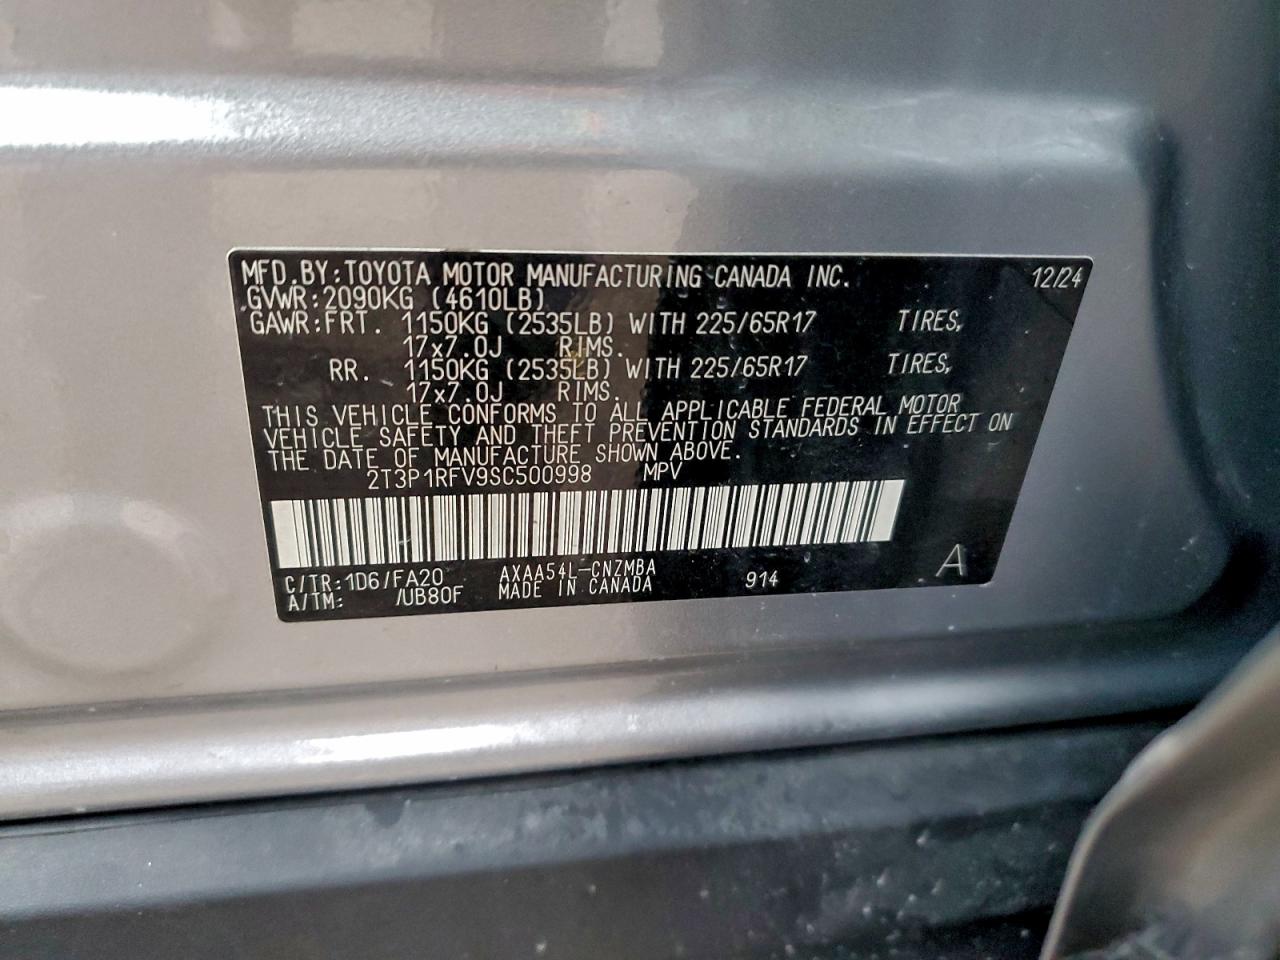 MFD.BY:TOYOTA MOTOR MANUFACTURING CANADA INC. 12/24
GVWR:2090KG (4610LB)
GAWR:FRT. 1150KG (2535LB) WITH 225/65R17 TIRES,
17x7.0J RIMS.
RR. 1150KG (2535LB) WITH 225/65R17 TIRES,
17x7.0J RIMS.
THIS VEHICLE CONFORMS TO ALL APPLICABLE FEDERAL MOTOR
VEHICLE SAFETY AND THEFT PREVENTION STANDARDS IN EFFECT ON
THE DATE OF MANUFACTURE SHOWN ABOVE.
2T3P1RFV9SC500998 MPV
C/TR:1D6/FA20 AXAA54L-CNZMBA 914 A
A/TM: /UB80F MADE IN CANADA